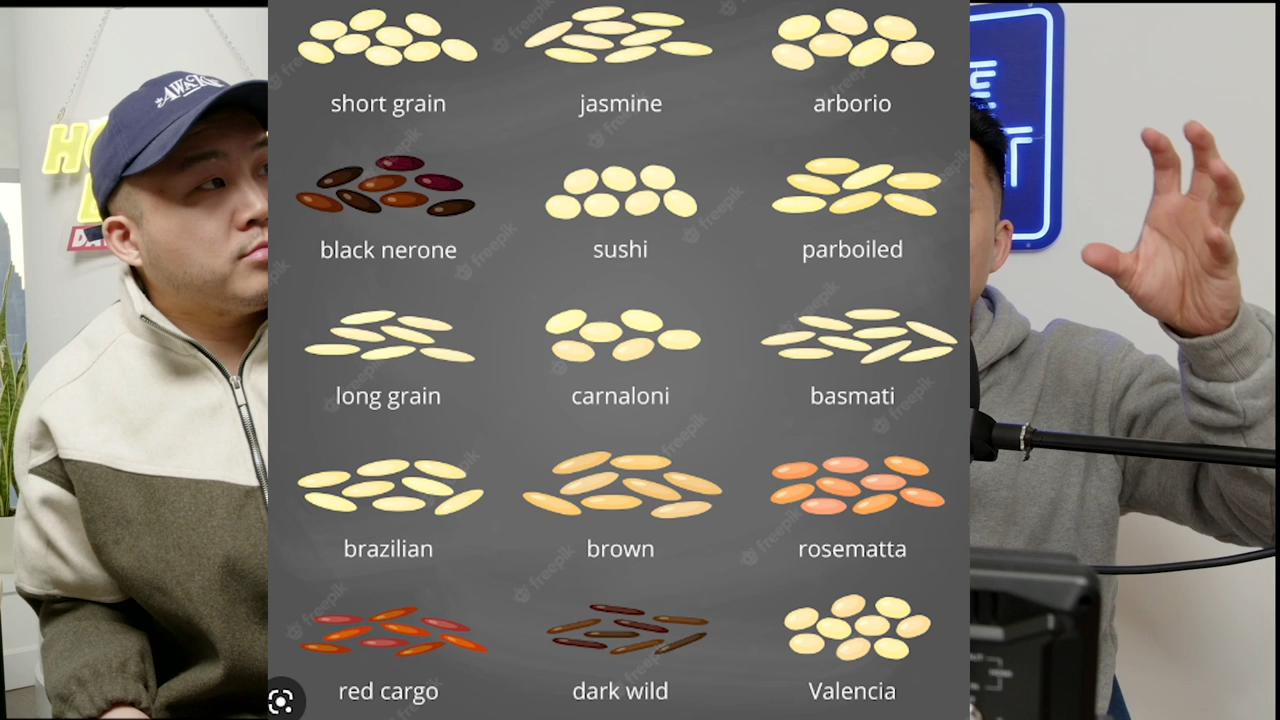 short grain
jasmine
arborio
black nerone
sushi
parboiled
long grain
carnaloni
basmati
brazilian
brown
rosematta
red cargo
dark wild
Valencia
freepik